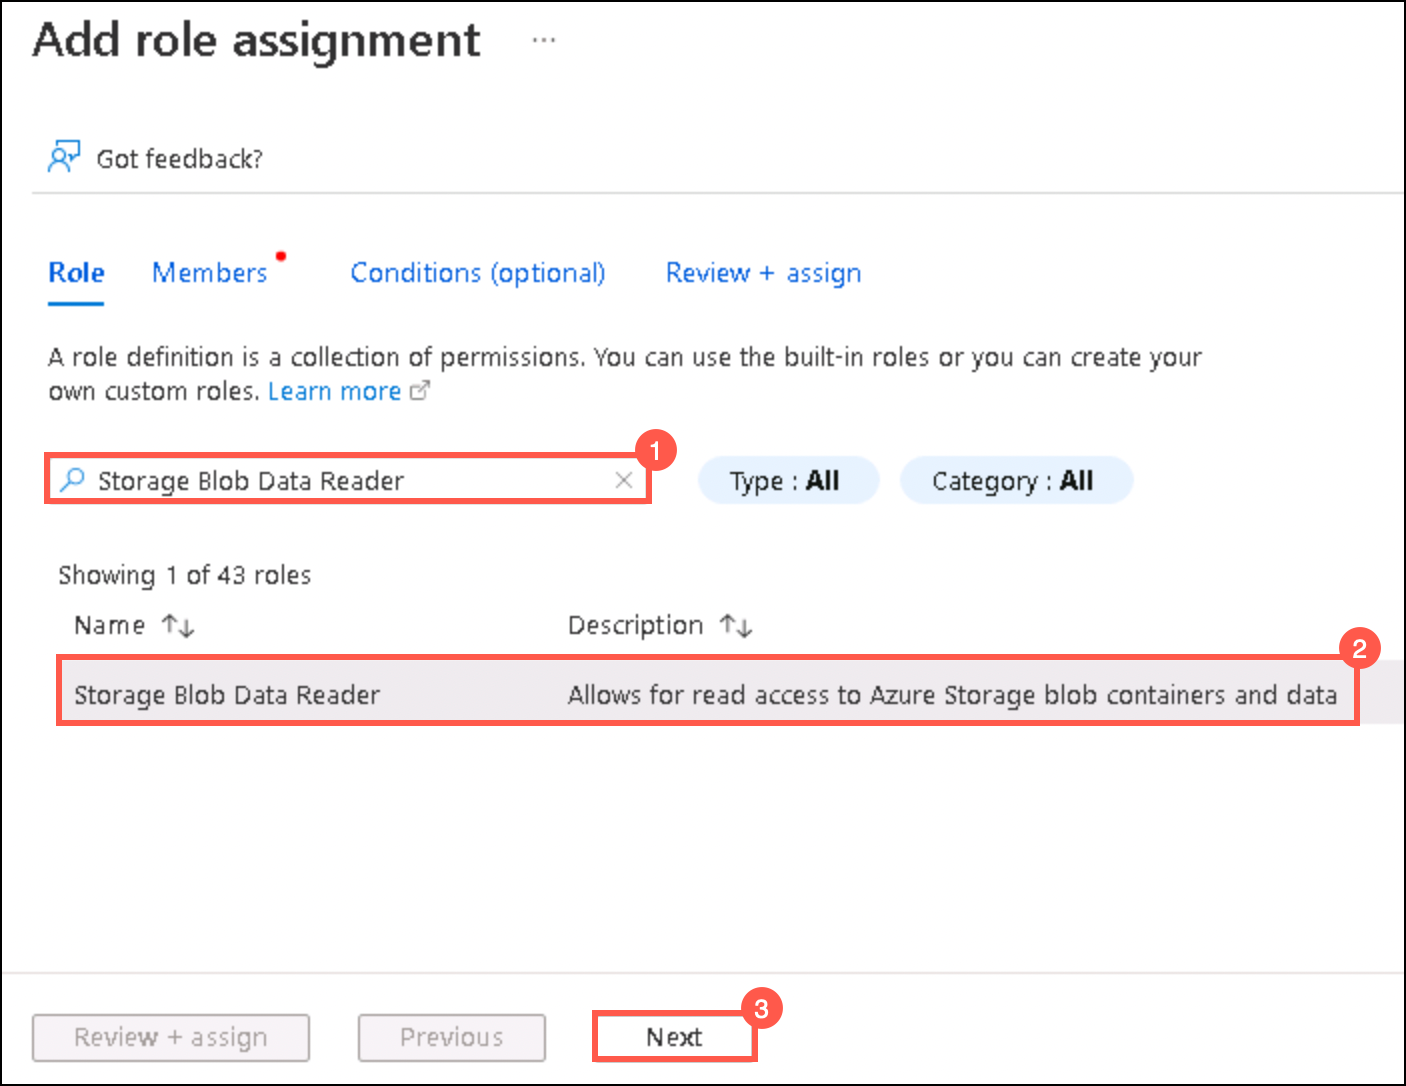 Add role assignment ...
Got feedback?
Role Members Conditions (optional) Review + assign
A role definition is a collection of permissions. You can use the built-in roles or you can create your
own custom roles. Learn more
1
Storage Blob Data Reader Type : All Category : All
Showing 1 of 43 roles
Name ↑↓ Description ↑↓
2
Storage Blob Data Reader Allows for read access to Azure Storage blob containers and data
3
Review + assign Previous Next